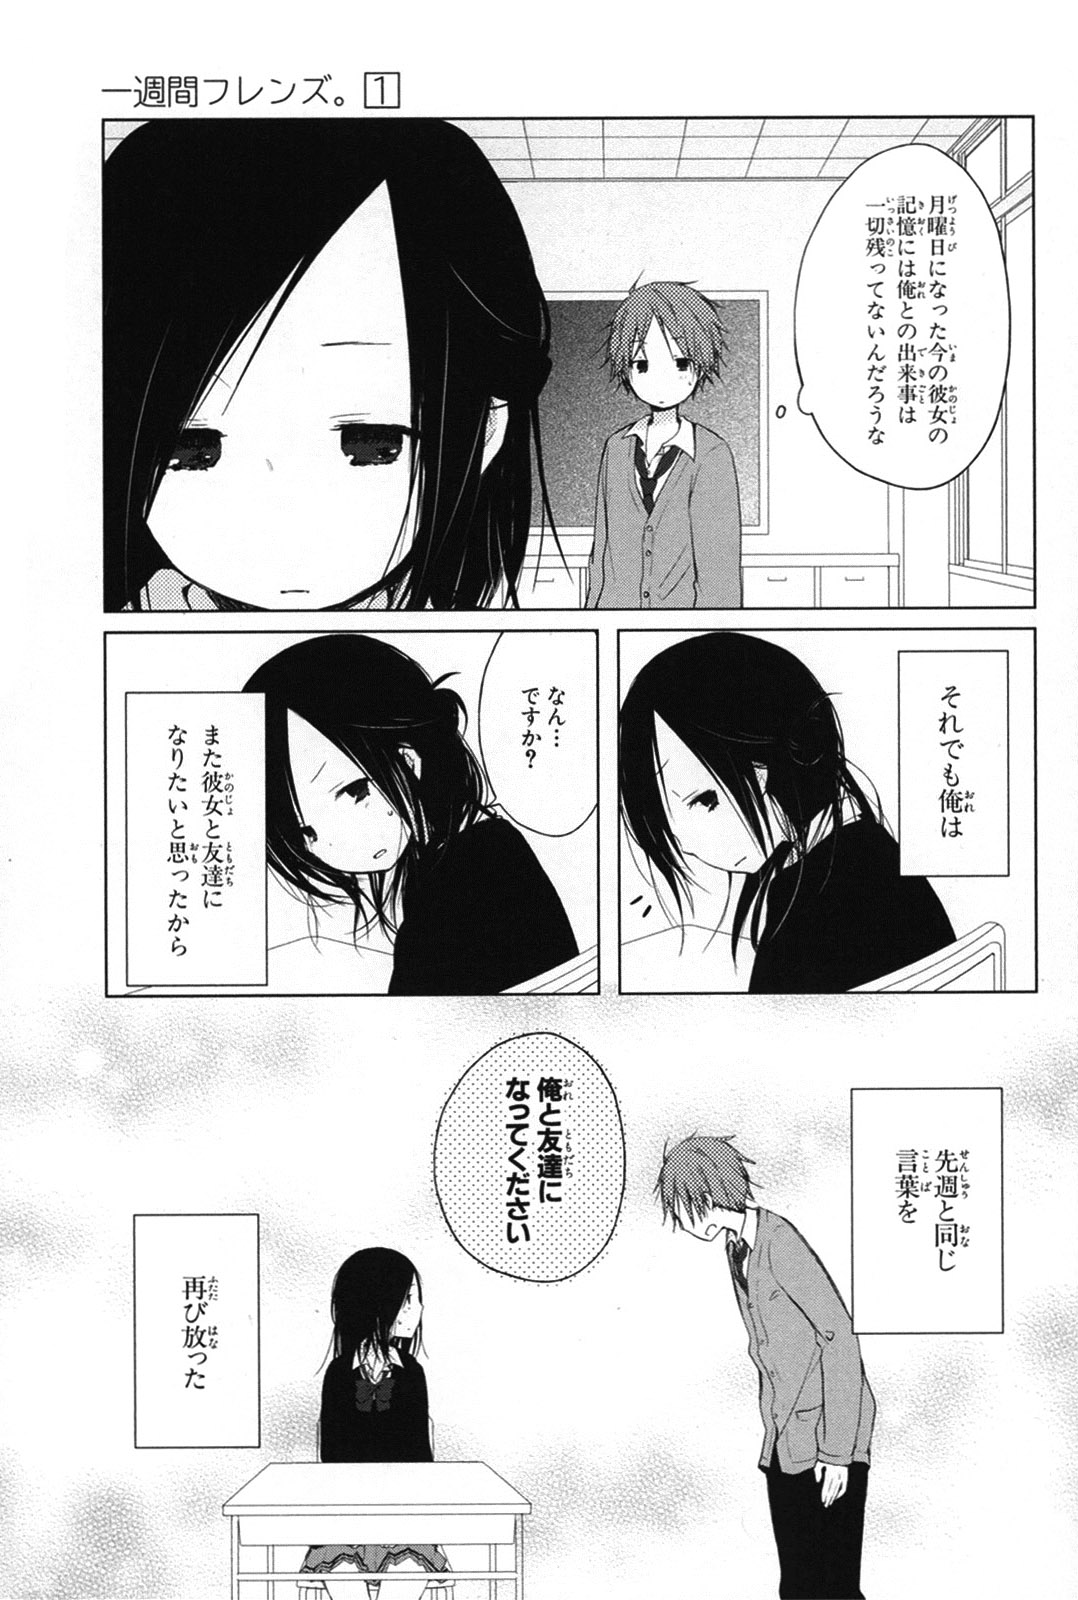 一週間フレンズ。1
月曜日になった今の彼女の
記憶には俺との出来事は
一切残ってないんだろうな
それでも俺は
なん…
ですか?
また彼女と友達に
なりたいと思ったから
先週と同じ
言葉を
俺と友達に
なってください
再び放った